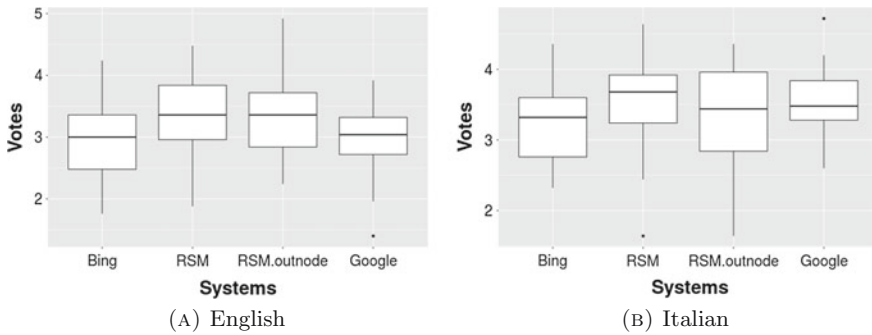 5
4
3
2
Votes
Bing RSM RSM.outnode Google
Systems
(A) English
4
3
2
Votes
Bing RSM RSM.outnode Google
Systems
(B) Italian